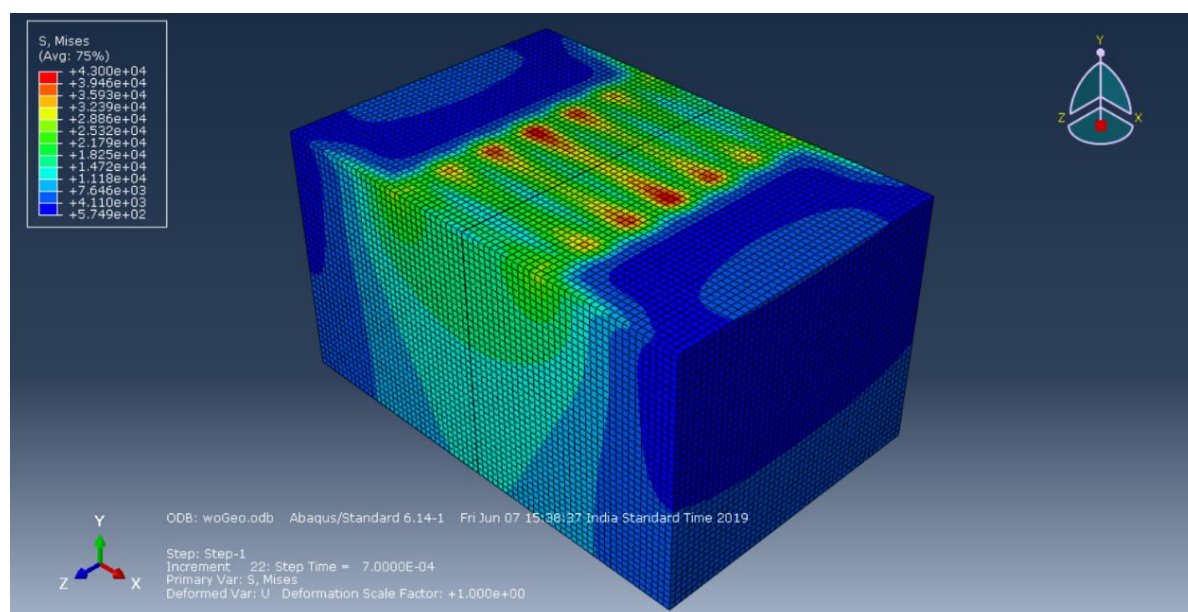 S, Mises
(Avg: 75%)
+4.300e+04
+3.946e+04
+3.593e+04
+3.239e+04
+2.886e+04
+2.532e+04
+2.179e+04
+1.825e+04
+1.472e+04
+1.118e+04
+7.646e+03
+4.110e+03
+5.749e+02
Y
Z
X
ODB: woGeo.odb Abaqus/Standard 6.14-1 Fri Jun 07 15:38:37 India Standard Time 2019
Y
Z
X
Step: Step-1
Increment 22: Step Time = 7.0000E-04
Primary Var: S, Mises
Deformed Var: U Deformation Scale Factor: +1.000e+00